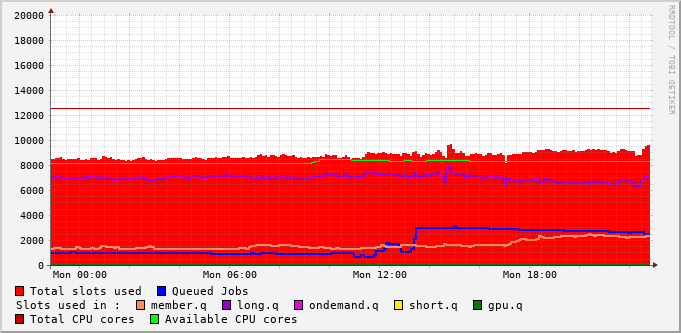 RRDTOOL / TOBI OETIKER
20000
18000
16000
14000
12000
10000
8000
6000
4000
2000
0
Mon 00:00 Mon 06:00 Mon 12:00 Mon 18:00
Total slots used Queued Jobs
Slots used in : member.q long.q ondemand.q short.q gpu.q
Total CPU cores Available CPU cores